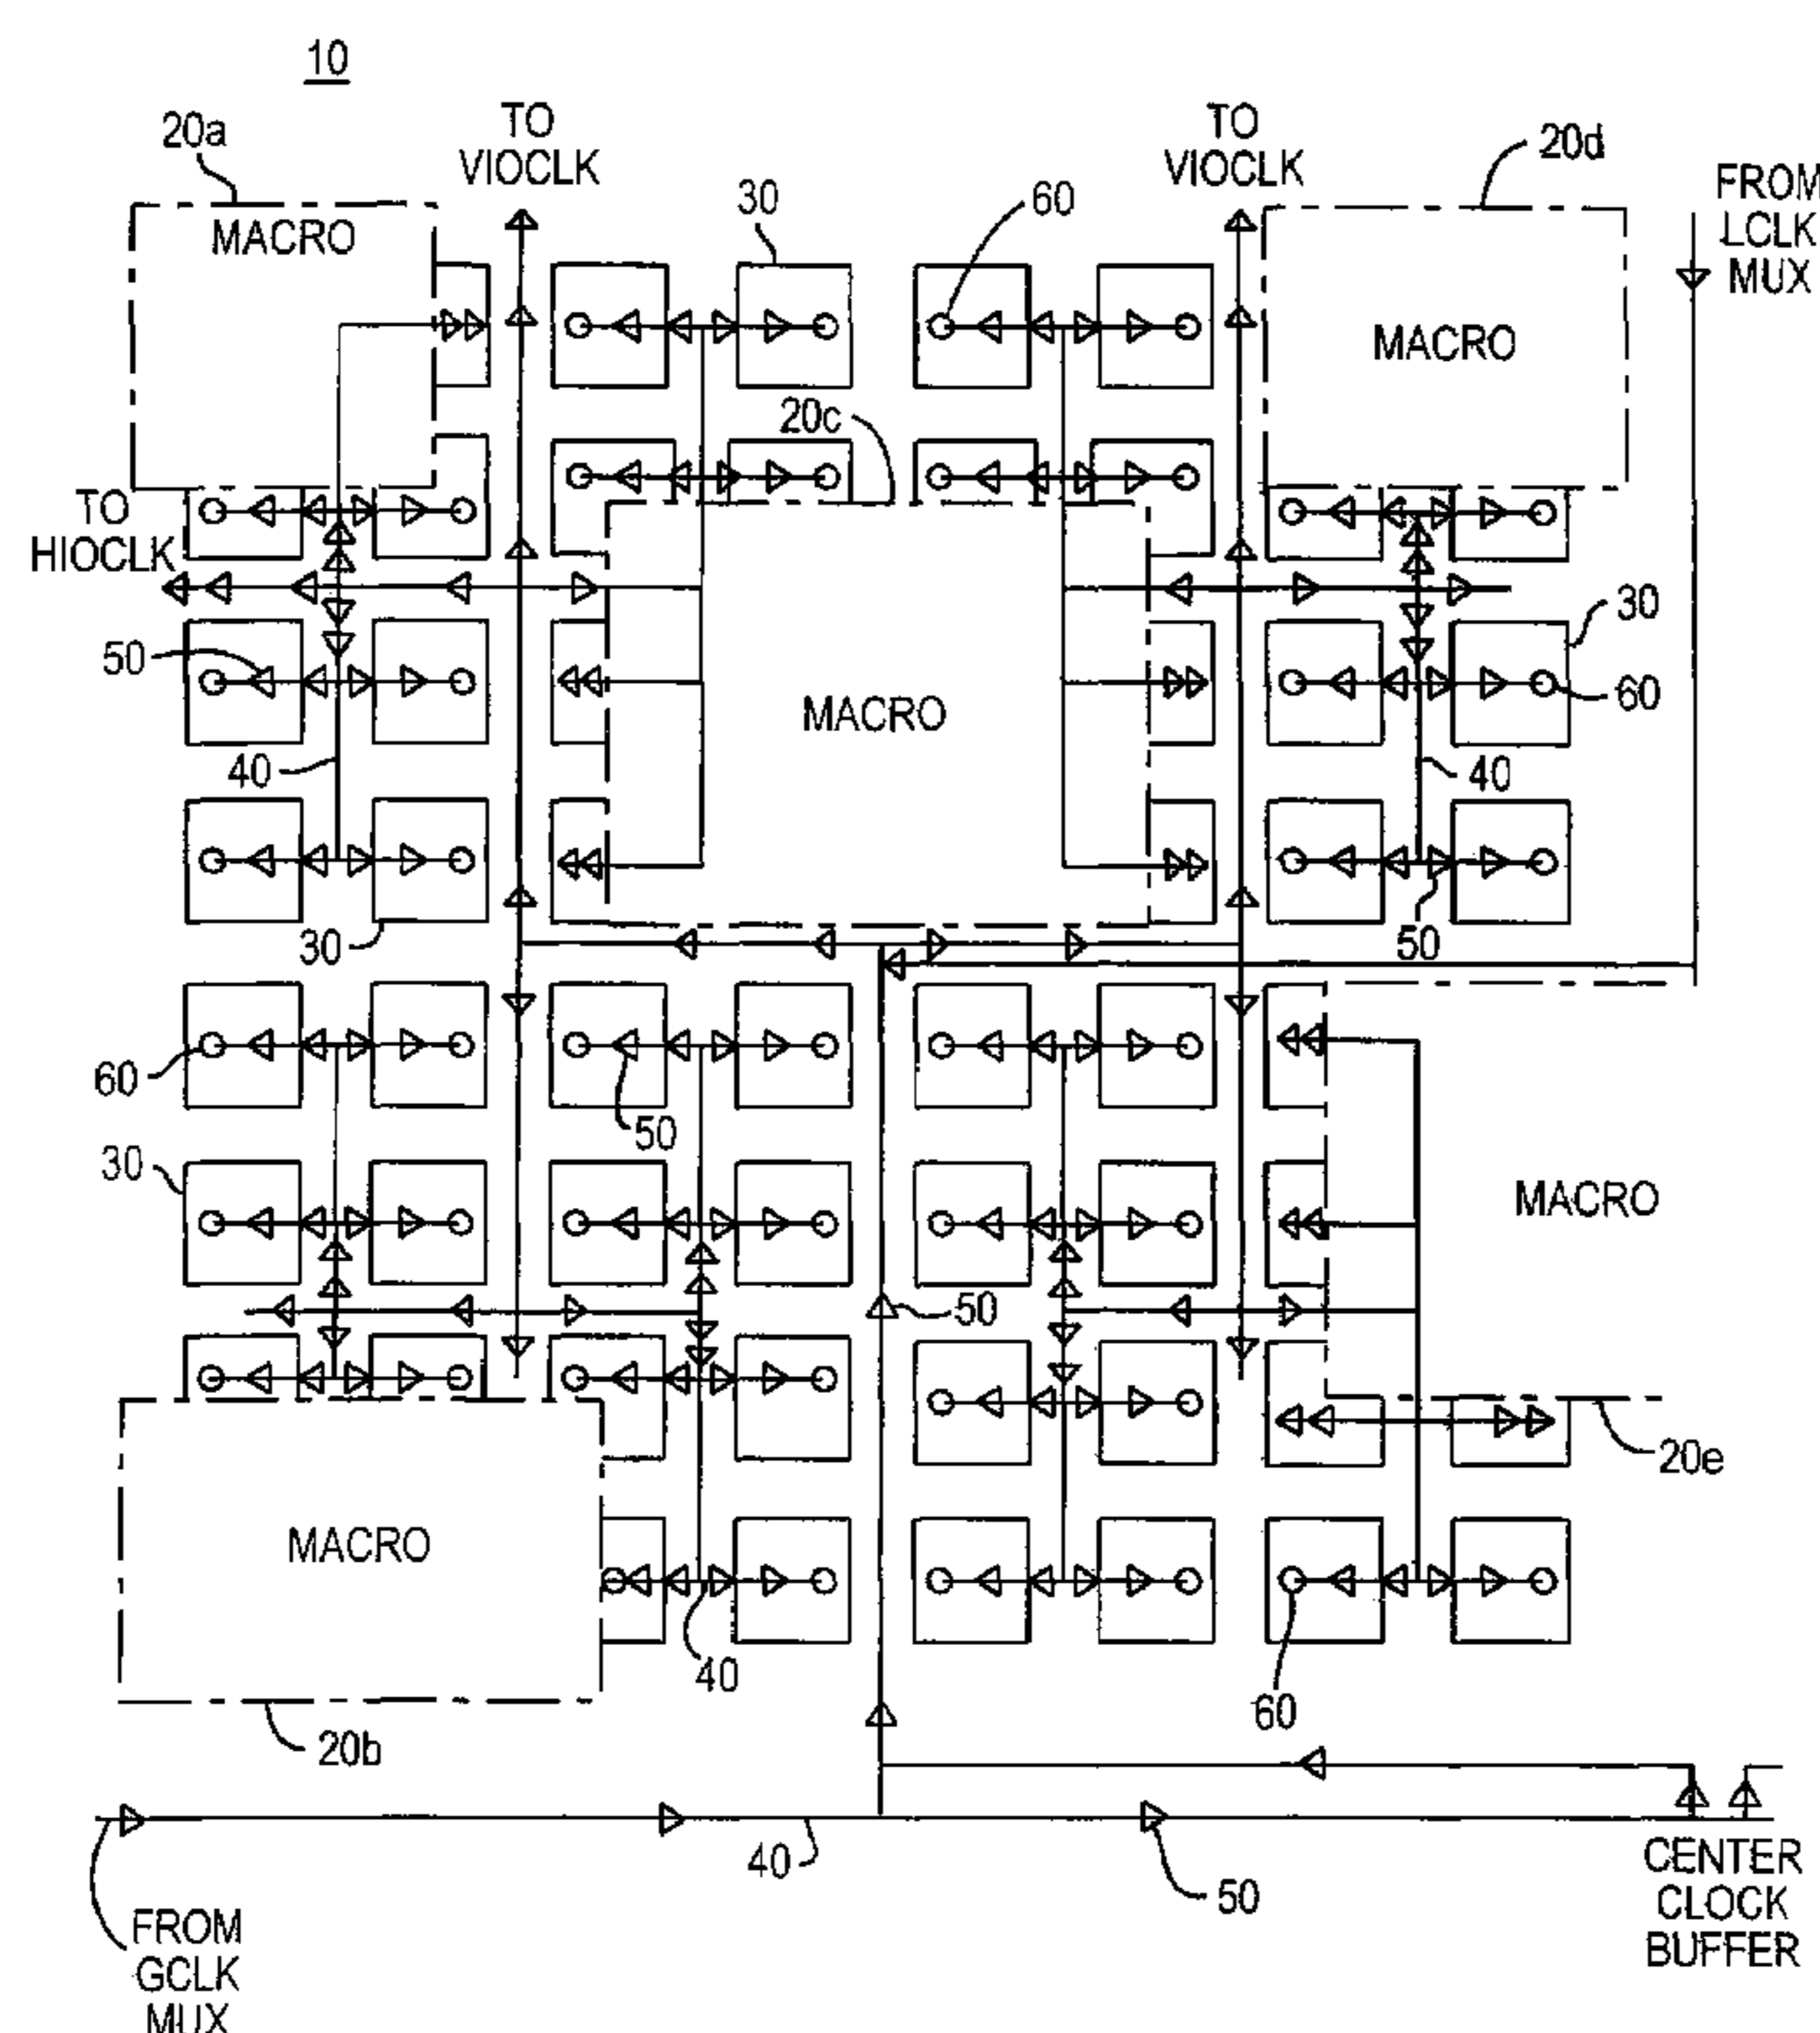 10
20a
TO
VIOCLK
TO
VIOCLK
20d
FROM
LCLK
MUX
MACRO
30
60
MACRO
20c
TO
HIOCLK
30
50
60
MACRO
40
40
30
50
60
50
30
MACRO
50
20e
MACRO
40
60
20b
40
50
CENTER
CLOCK
BUFFER
FROM
GCLK
MUX